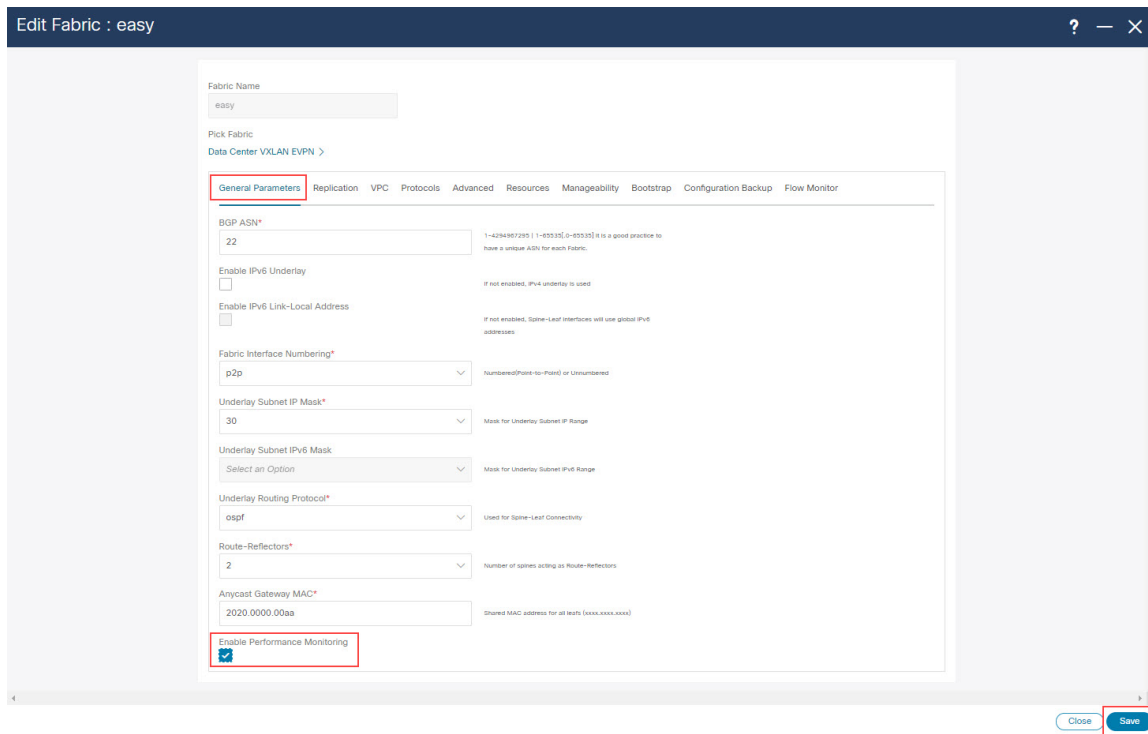 Edit Fabric : easy
? — ×
Fabric Name
easy
Pick Fabric
Data Center VXLAN EVPN >
General Parameters Replication VPC Protocols Advanced Resources Manageability Bootstrap Configuration Backup Flow Monitor
BGP ASN*
22
1-4294967295 | 1-65535[.0-65535] It is a good practice to
have a unique ASN for each Fabric.
Enable IPv6 Underlay
If not enabled, IPv4 underlay is used
Enable IPv6 Link-Local Address
If not enabled, Spine-Leaf interfaces will use global IPv6
addresses
Fabric Interface Numbering*
p2p
Numbered(Point-to-Point) or Unnumbered
Underlay Subnet IP Mask*
30
Mask for Underlay Subnet IP Range
Underlay Subnet IPv6 Mask
Select an Option
Mask for Underlay Subnet IPv6 Range
Underlay Routing Protocol*
ospf
Used for Spine-Leaf Connectivity
Route-Reflectors*
2
Number of spines acting as Route-Reflectors
Anycast Gateway MAC*
2020.0000.00aa
Shared MAC address for all leafs (xxxx.xxxx.xxxx)
Enable Performance Monitoring
Close Save